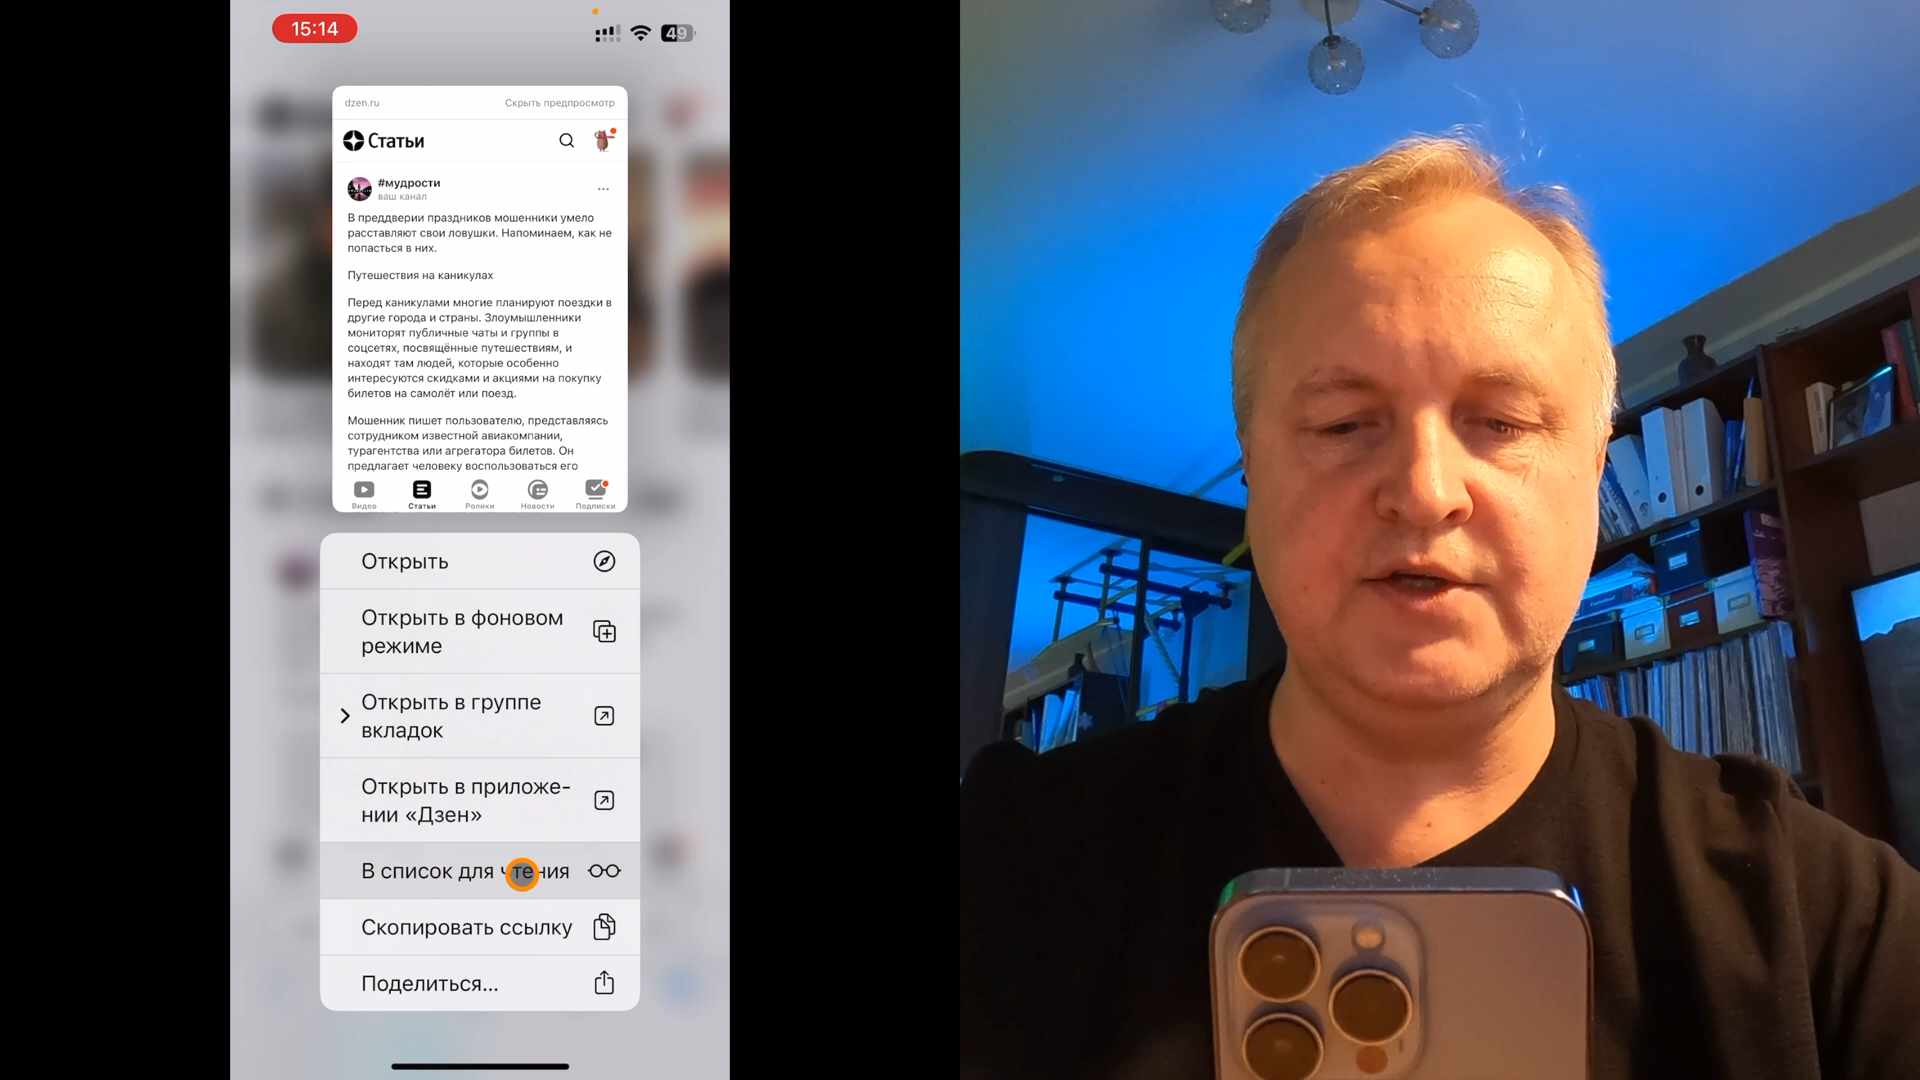 15:14
49
dzen.ru
Скрыть предпросмотр
Статьи
#мудрости
ваш канал
В преддверии праздников мошенники умело
расставляют свои ловушки. Напоминаем, как не
попасться в них.
Путешествия на каникулах
Перед каникулами многие планируют поездки в
другие города и страны. Злоумышленники
мониторят публичные чаты и группы в
соцсетях, посвящённые путешествиям, и
находят там людей, которые особенно
интересуются скидками и акциями на покупку
билетов на самолёт или поезд.
Мошенник пишет пользователю, представляясь
сотрудником известной авиакомпании,
турагентства или агрегатора билетов. Он
предлагает человеку воспользоваться его
Видео
Статьи
Ролики
Новости
Подписки
Открыть
Открыть в фоновом
режиме
Открыть в группе
вкладок
Открыть в приложе-
нии «Дзен»
В список для чтения
Скопировать ссылку
Поделиться...